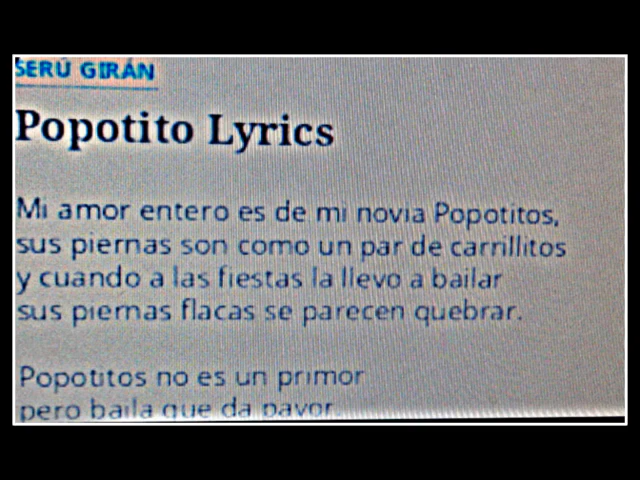 SERÚ GIRÁN
Popotito Lyrics
Mi amor entero es de mi novia Popotitos,
sus piernas son como un par de carrillitos
y cuando a las fiestas la llevo a bailar
sus piernas flacas se parecen quebrar.
Popotitos no es un primor
pero baila que da pavor.